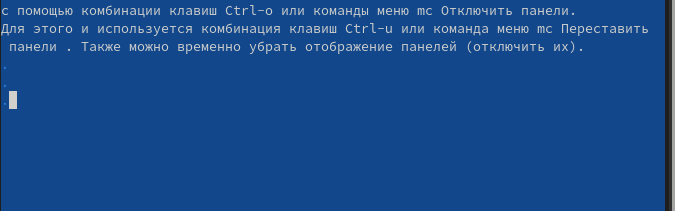 с помощью комбинации клавиш Ctrl-o или команды меню mc Отключить панели.
Для этого и используется комбинация клавиш Ctrl-u или команда меню mc Переставить
панели . Также можно временно убрать отображение панелей (отключить их).
.
.
.